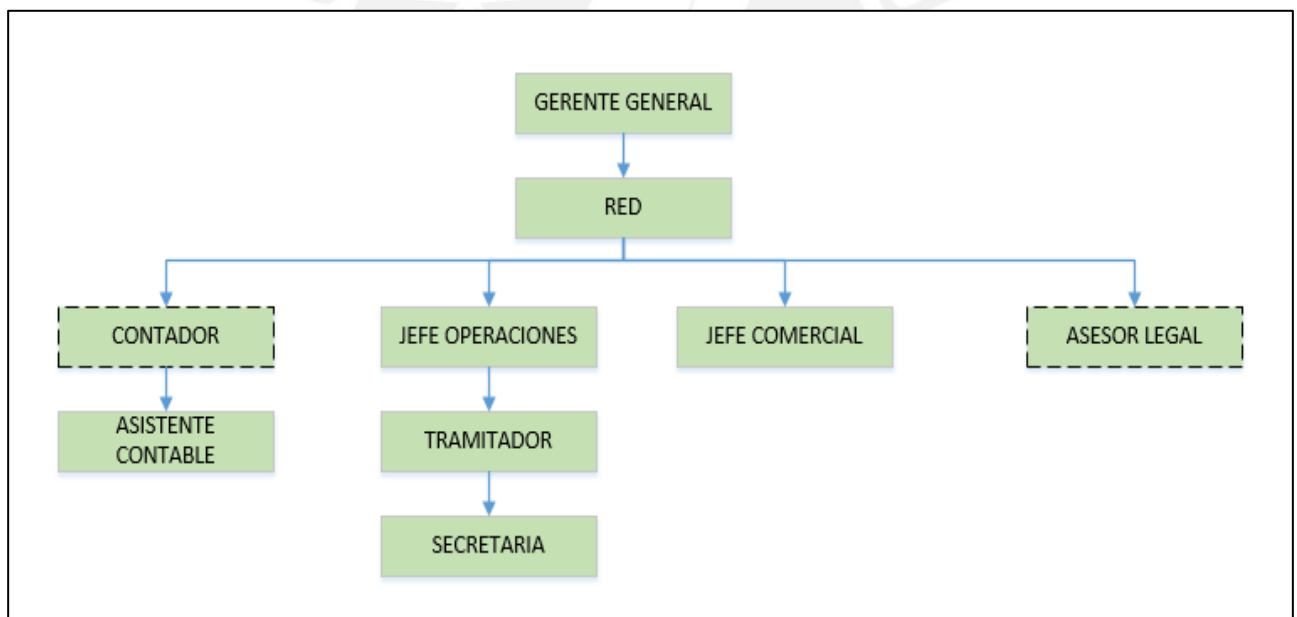 GERENTE GENERAL
RED
CONTADOR
JEFE OPERACIONES
JEFE COMERCIAL
ASESOR LEGAL
ASISTENTE
CONTABLE
TRAMITADOR
SECRETARIA